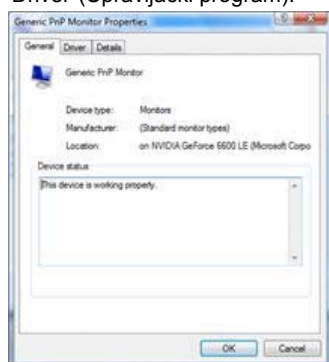 Driver (Upravljački program).
Generic PnP Monitor Properties
General Driver Details
Generic PnP Monitor
Device type: Monitors
Manufacturer: (Standard monitor types)
Location: on NVIDIA GeForce 6600 LE (Microsoft Corpo
Device status
This device is working properly.
OK Cancel